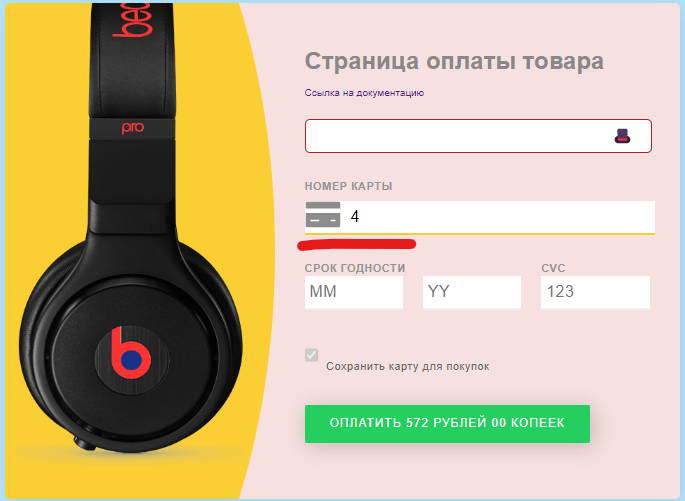 bea
pro
b
Страница оплаты товара
Ссылка на документацию
НОМЕР КАРТЫ
4
СРОК ГОДНОСТИ
CVC
MM
YY
123
Сохранить карту для покупок
ОПЛАТИТЬ 572 РУБЛЕЙ 00 КОПЕЕК